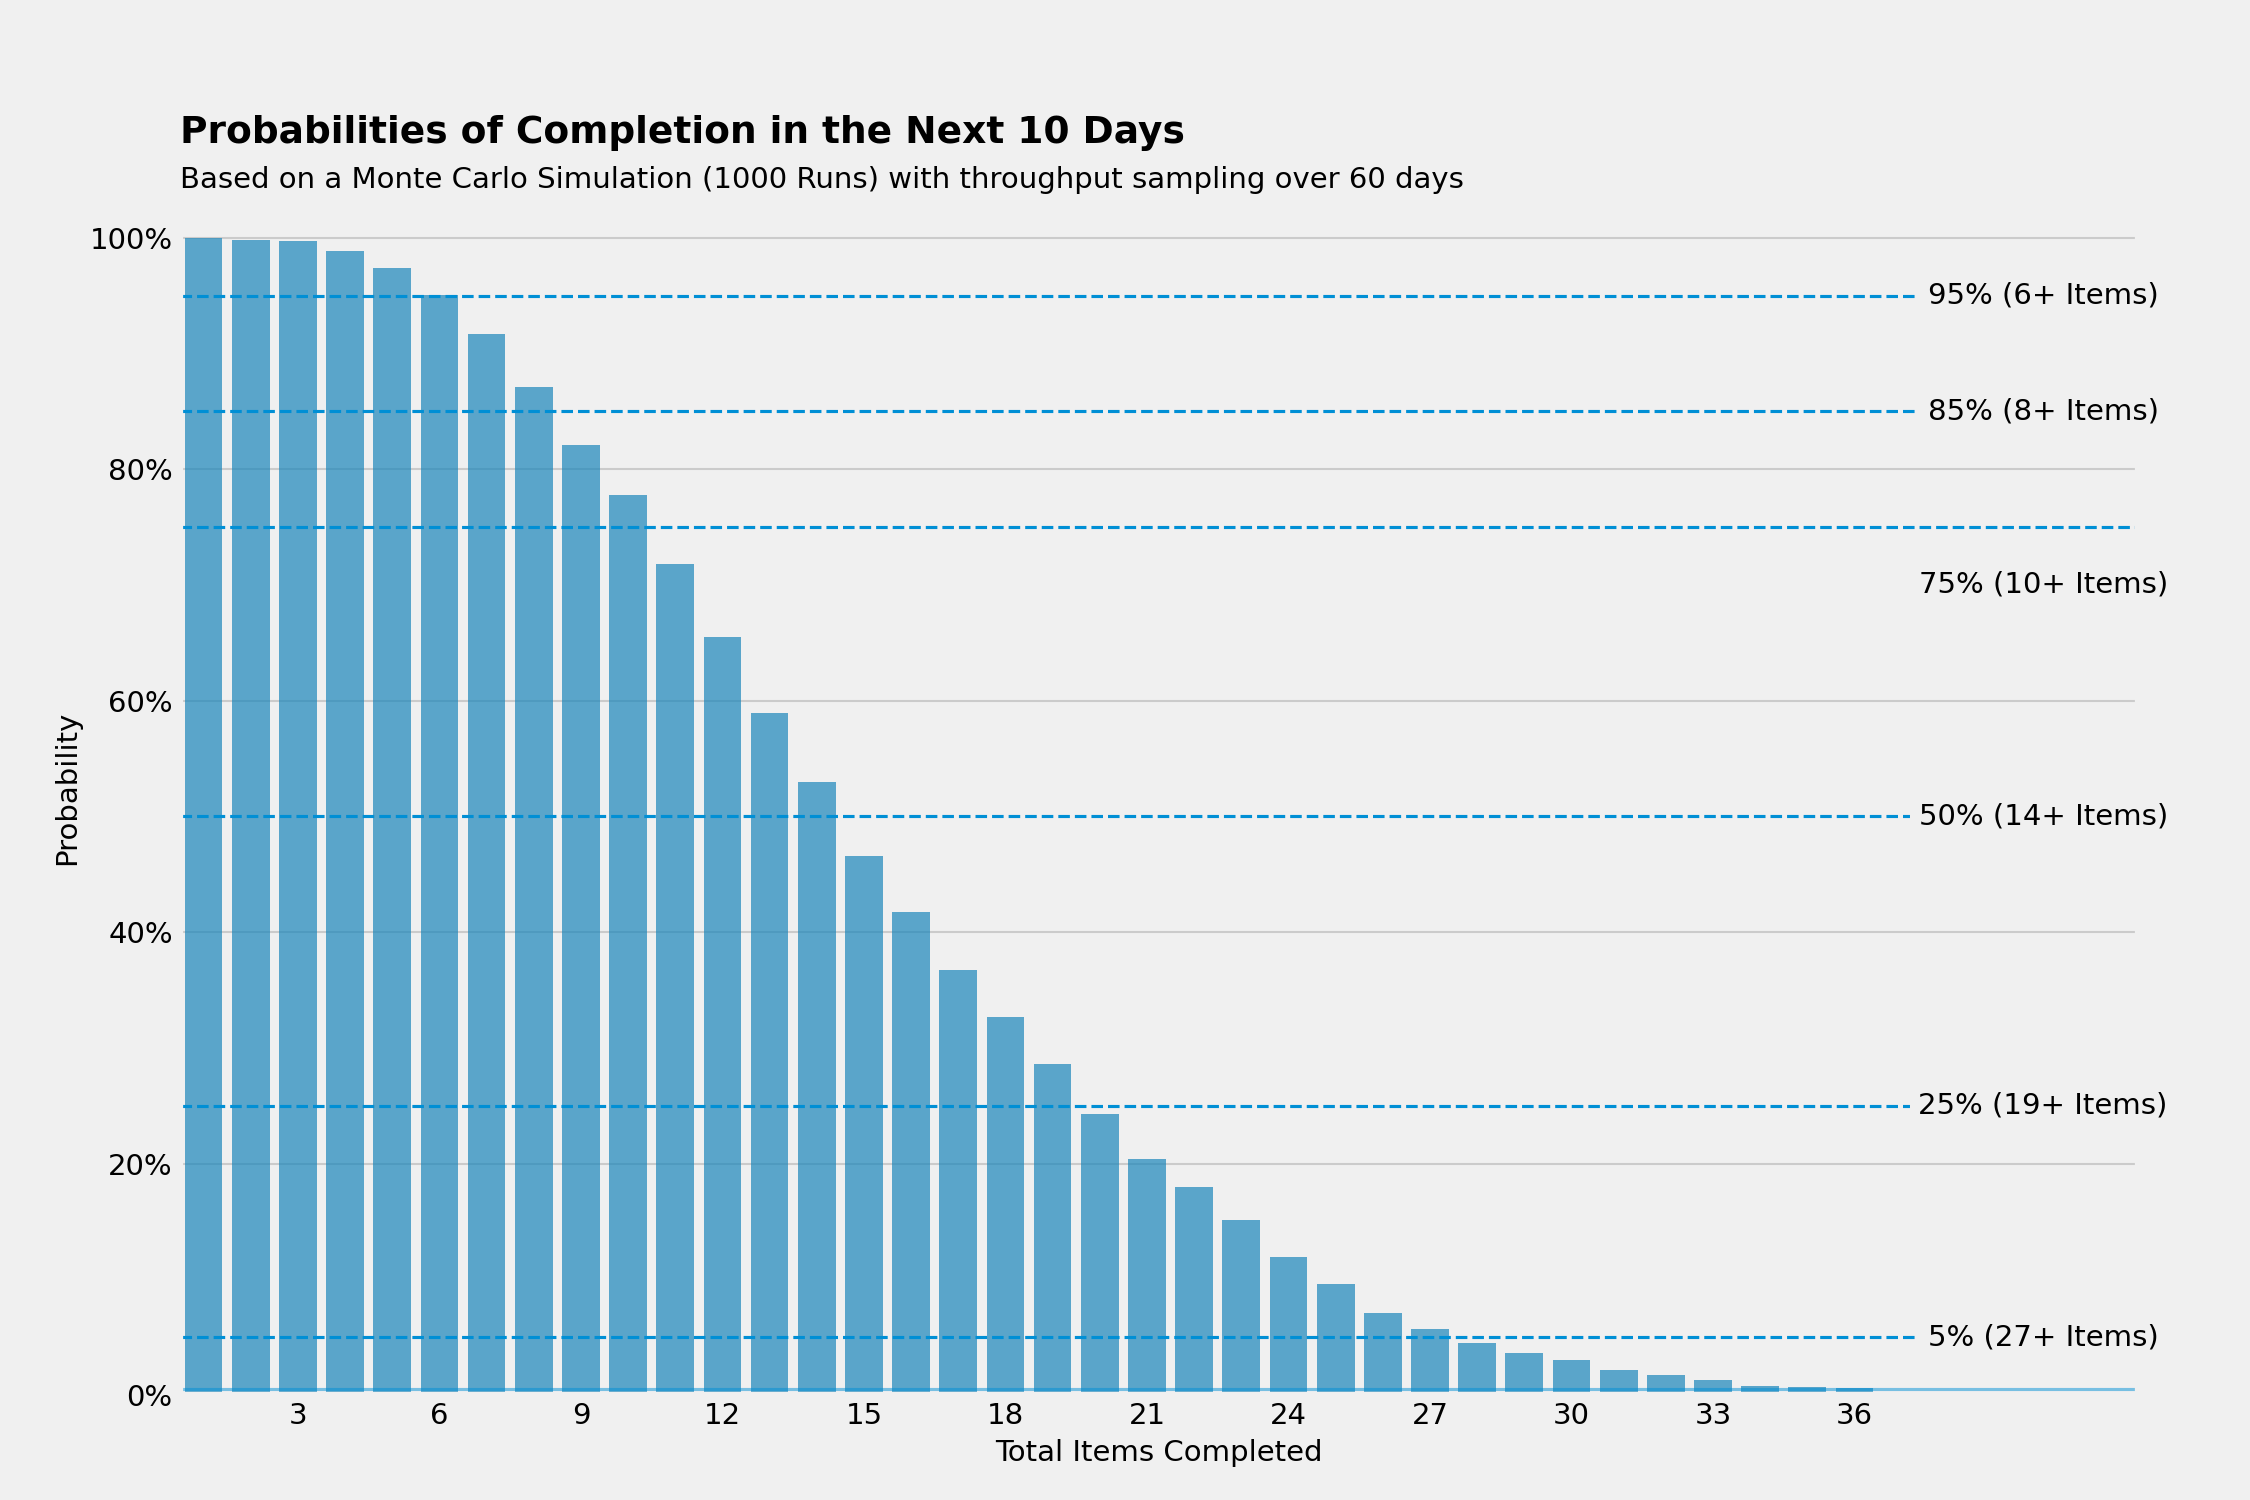 Probabilities of Completion in the Next 10 Days
Based on a Monte Carlo Simulation (1000 Runs) with throughput sampling over 60 days
100%
95% (6+ Items)
85% (8+ Items)
80%
75% (10+ Items)
60%
Probability
50% (14+ Items)
40%
25% (19+ Items)
20%
5% (27+ Items)
0%
3 6 9 12 15 18 21 24 27 30 33 36
Total Items Completed